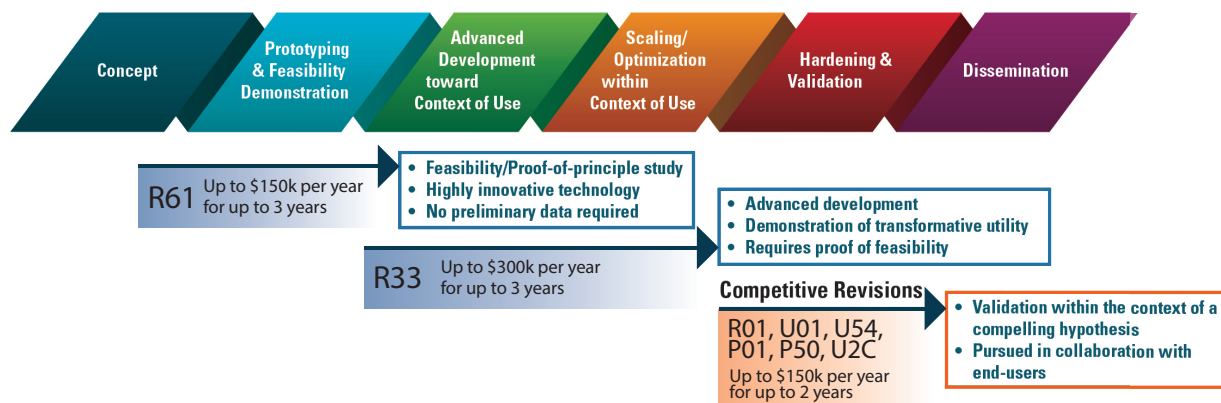 Concept
Prototyping
& Feasibility
Demonstration
Advanced
Development
toward
Context of Use
Scaling/
Optimization
within
Context of Use
Hardening &
Validation
Dissemination
R61
Up to $150k per year
for up to 3 years
• Feasibility/Proof-of-principle study
• Highly innovative technology
• No preliminary data required
R33
Up to $300k per year
for up to 3 years
• Advanced development
• Demonstration of transformative utility
• Requires proof of feasibility
Competitive Revisions
R01, U01, U54,
P01, P50, U2C
Up to $150k per year
for up to 2 years
• Validation within the context of a
compelling hypothesis
• Pursued in collaboration with
end-users